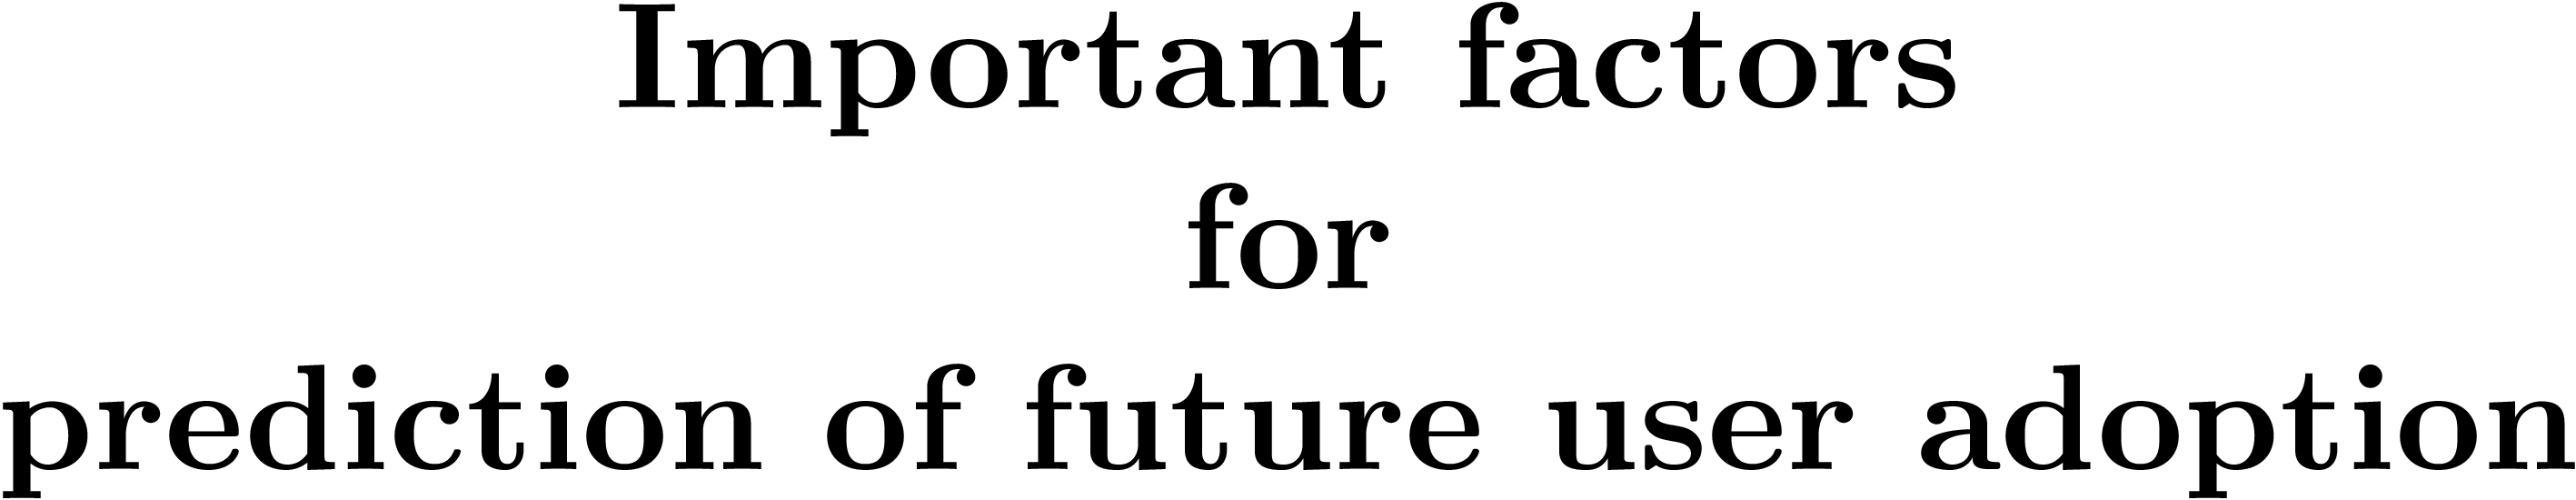 Important factors
for
prediction of future user adoption